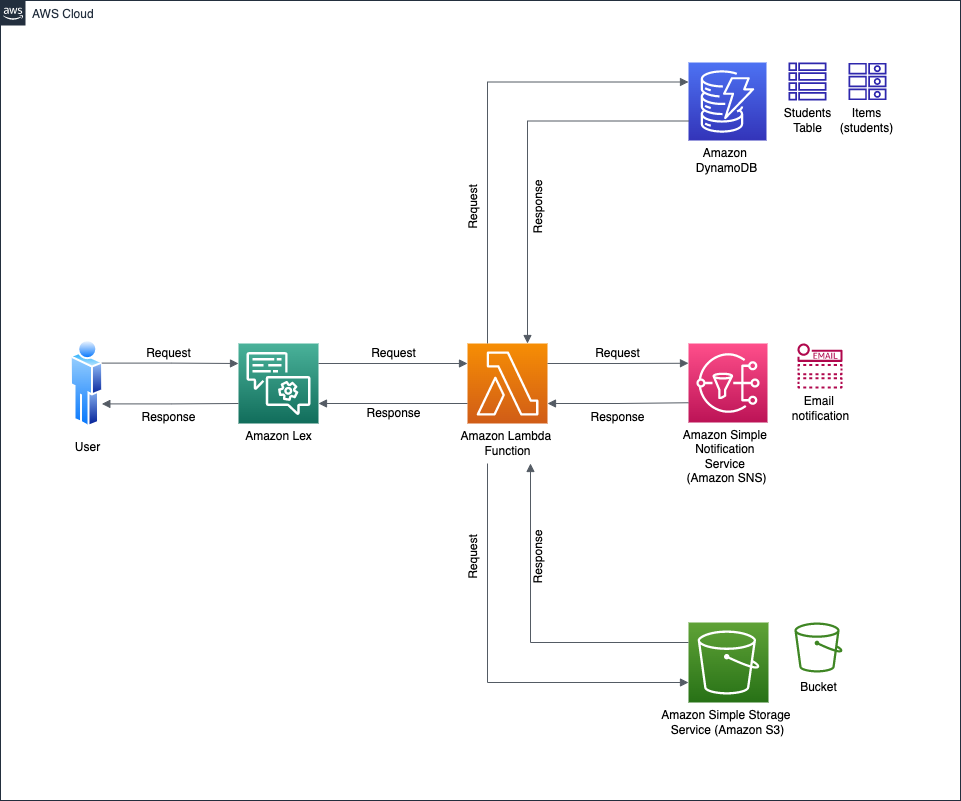 aws
AWS Cloud
Students
Table
Items
(students)
Amazon
DynamoDB
Request
Response
Request
Response
User
Amazon Lex
Request
Response
Amazon Lambda
Function
Request
Response
Amazon Simple
Notification
Service
(Amazon SNS)
EMAIL
Email
notification
Request
Response
Amazon Simple Storage
Service (Amazon S3)
Bucket